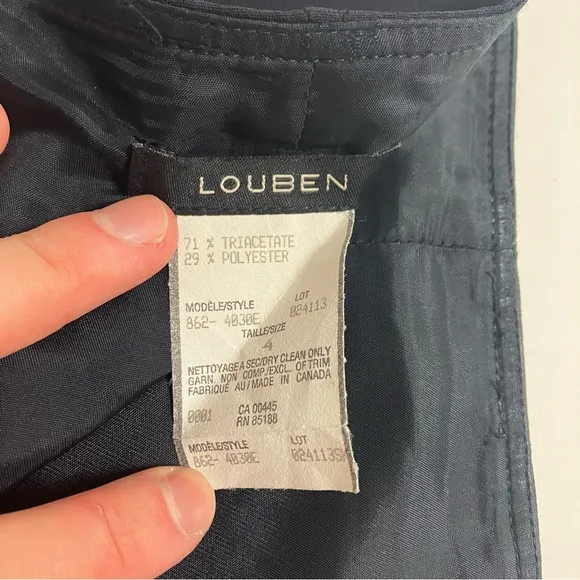 LOUBEN
71 % TRIACETATE
29 % POLYESTER
MODÈLE/STYLE LOT
862- 4030E 024113
TAILLE/SIZE
4
NETTOYAGE A SEC/DRY CLEAN ONLY
GARN. NON COMP./EXCL. OF TRIM
FABRIQUE AU / MADE IN CANADA
0001 CA 00445
RN 85188
MODÈLE/STYLE LOT
862- 4030E 024113S